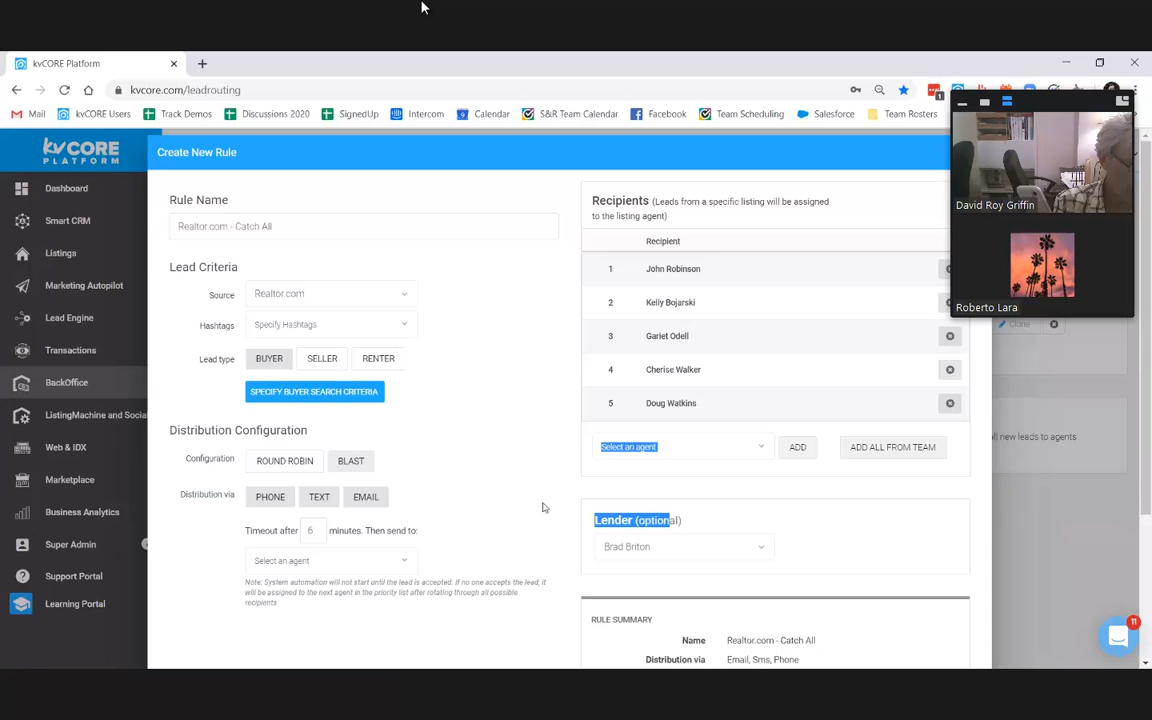 kvCORE Platform
kvcore.com/leadrouting
1
Mail
kvCORE Users
Track Demos
Discussions 2020
SignedUp
Intercom
Calendar
S&R Team Calendar
Facebook
Team Scheduling
Salesforce
Team Rosters
kvCORE
PLATFORM
Dashboard
Smart CRM
Listings
Marketing Autopilot
Lead Engine
Transactions
BackOffice
ListingMachine and Social
Web & IDX
Marketplace
Business Analytics
Super Admin
Support Portal
Learning Portal
Create New Rule
Rule Name
Realtor.com - Catch All
Lead Criteria
Source
Realtor.com
Hashtags
Specify Hashtags
Lead type
BUYER
SELLER
RENTER
SPECIFY BUYER SEARCH CRITERIA
Distribution Configuration
Configuration
ROUND ROBIN
BLAST
Distribution via
PHONE
TEXT
EMAIL
Timeout after 6 minutes. Then send to:
Select an agent
Note: System automation will not start until the lead is accepted. If no one accepts the lead, it
will be assigned to the next agent in the priority list after rotating through all possible
recipients
Recipients (Leads from a specific listing will be assigned
to the listing agent)
Recipient
1 John Robinson
2 Kelly Bojarski
3 Gariet Odell
4 Cherise Walker
5 Doug Watkins
Select an agent
ADD
ADD ALL FROM TEAM
Lender (optional)
Brad Briton
RULE SUMMARY
Name Realtor.com - Catch All
Distribution via Email, Sms, Phone
David Roy Griffin
Roberto Lara
Clone
all new leads to agents
11